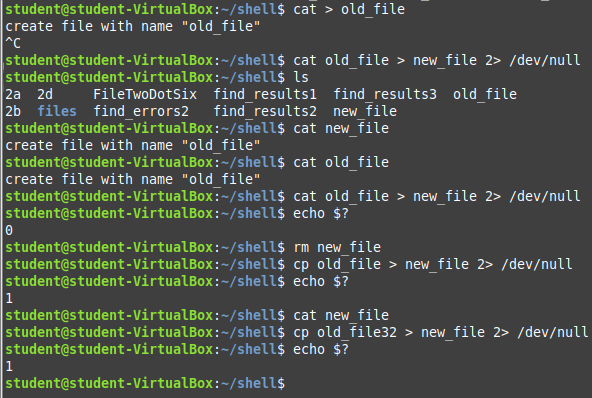 student@student-VirtualBox:~/shell$ cat > old_file
create file with name "old_file"
^C
student@student-VirtualBox:~/shell$ cat old_file > new_file 2> /dev/null
student@student-VirtualBox:~/shell$ ls
2a  2d     FileTwoDotSix  find_results1  find_results3  old_file
2b  files  find_errors2   find_results2  new_file
student@student-VirtualBox:~/shell$ cat new_file
create file with name "old_file"
student@student-VirtualBox:~/shell$ cat old_file
create file with name "old_file"
student@student-VirtualBox:~/shell$ cat old_file > new_file 2> /dev/null
student@student-VirtualBox:~/shell$ echo $?
0
student@student-VirtualBox:~/shell$ rm new_file
student@student-VirtualBox:~/shell$ cp old_file > new_file 2> /dev/null
student@student-VirtualBox:~/shell$ echo $?
1
student@student-VirtualBox:~/shell$ cat new_file
student@student-VirtualBox:~/shell$ cp old_file32 > new_file 2> /dev/null
student@student-VirtualBox:~/shell$ echo $?
1
student@student-VirtualBox:~/shell$